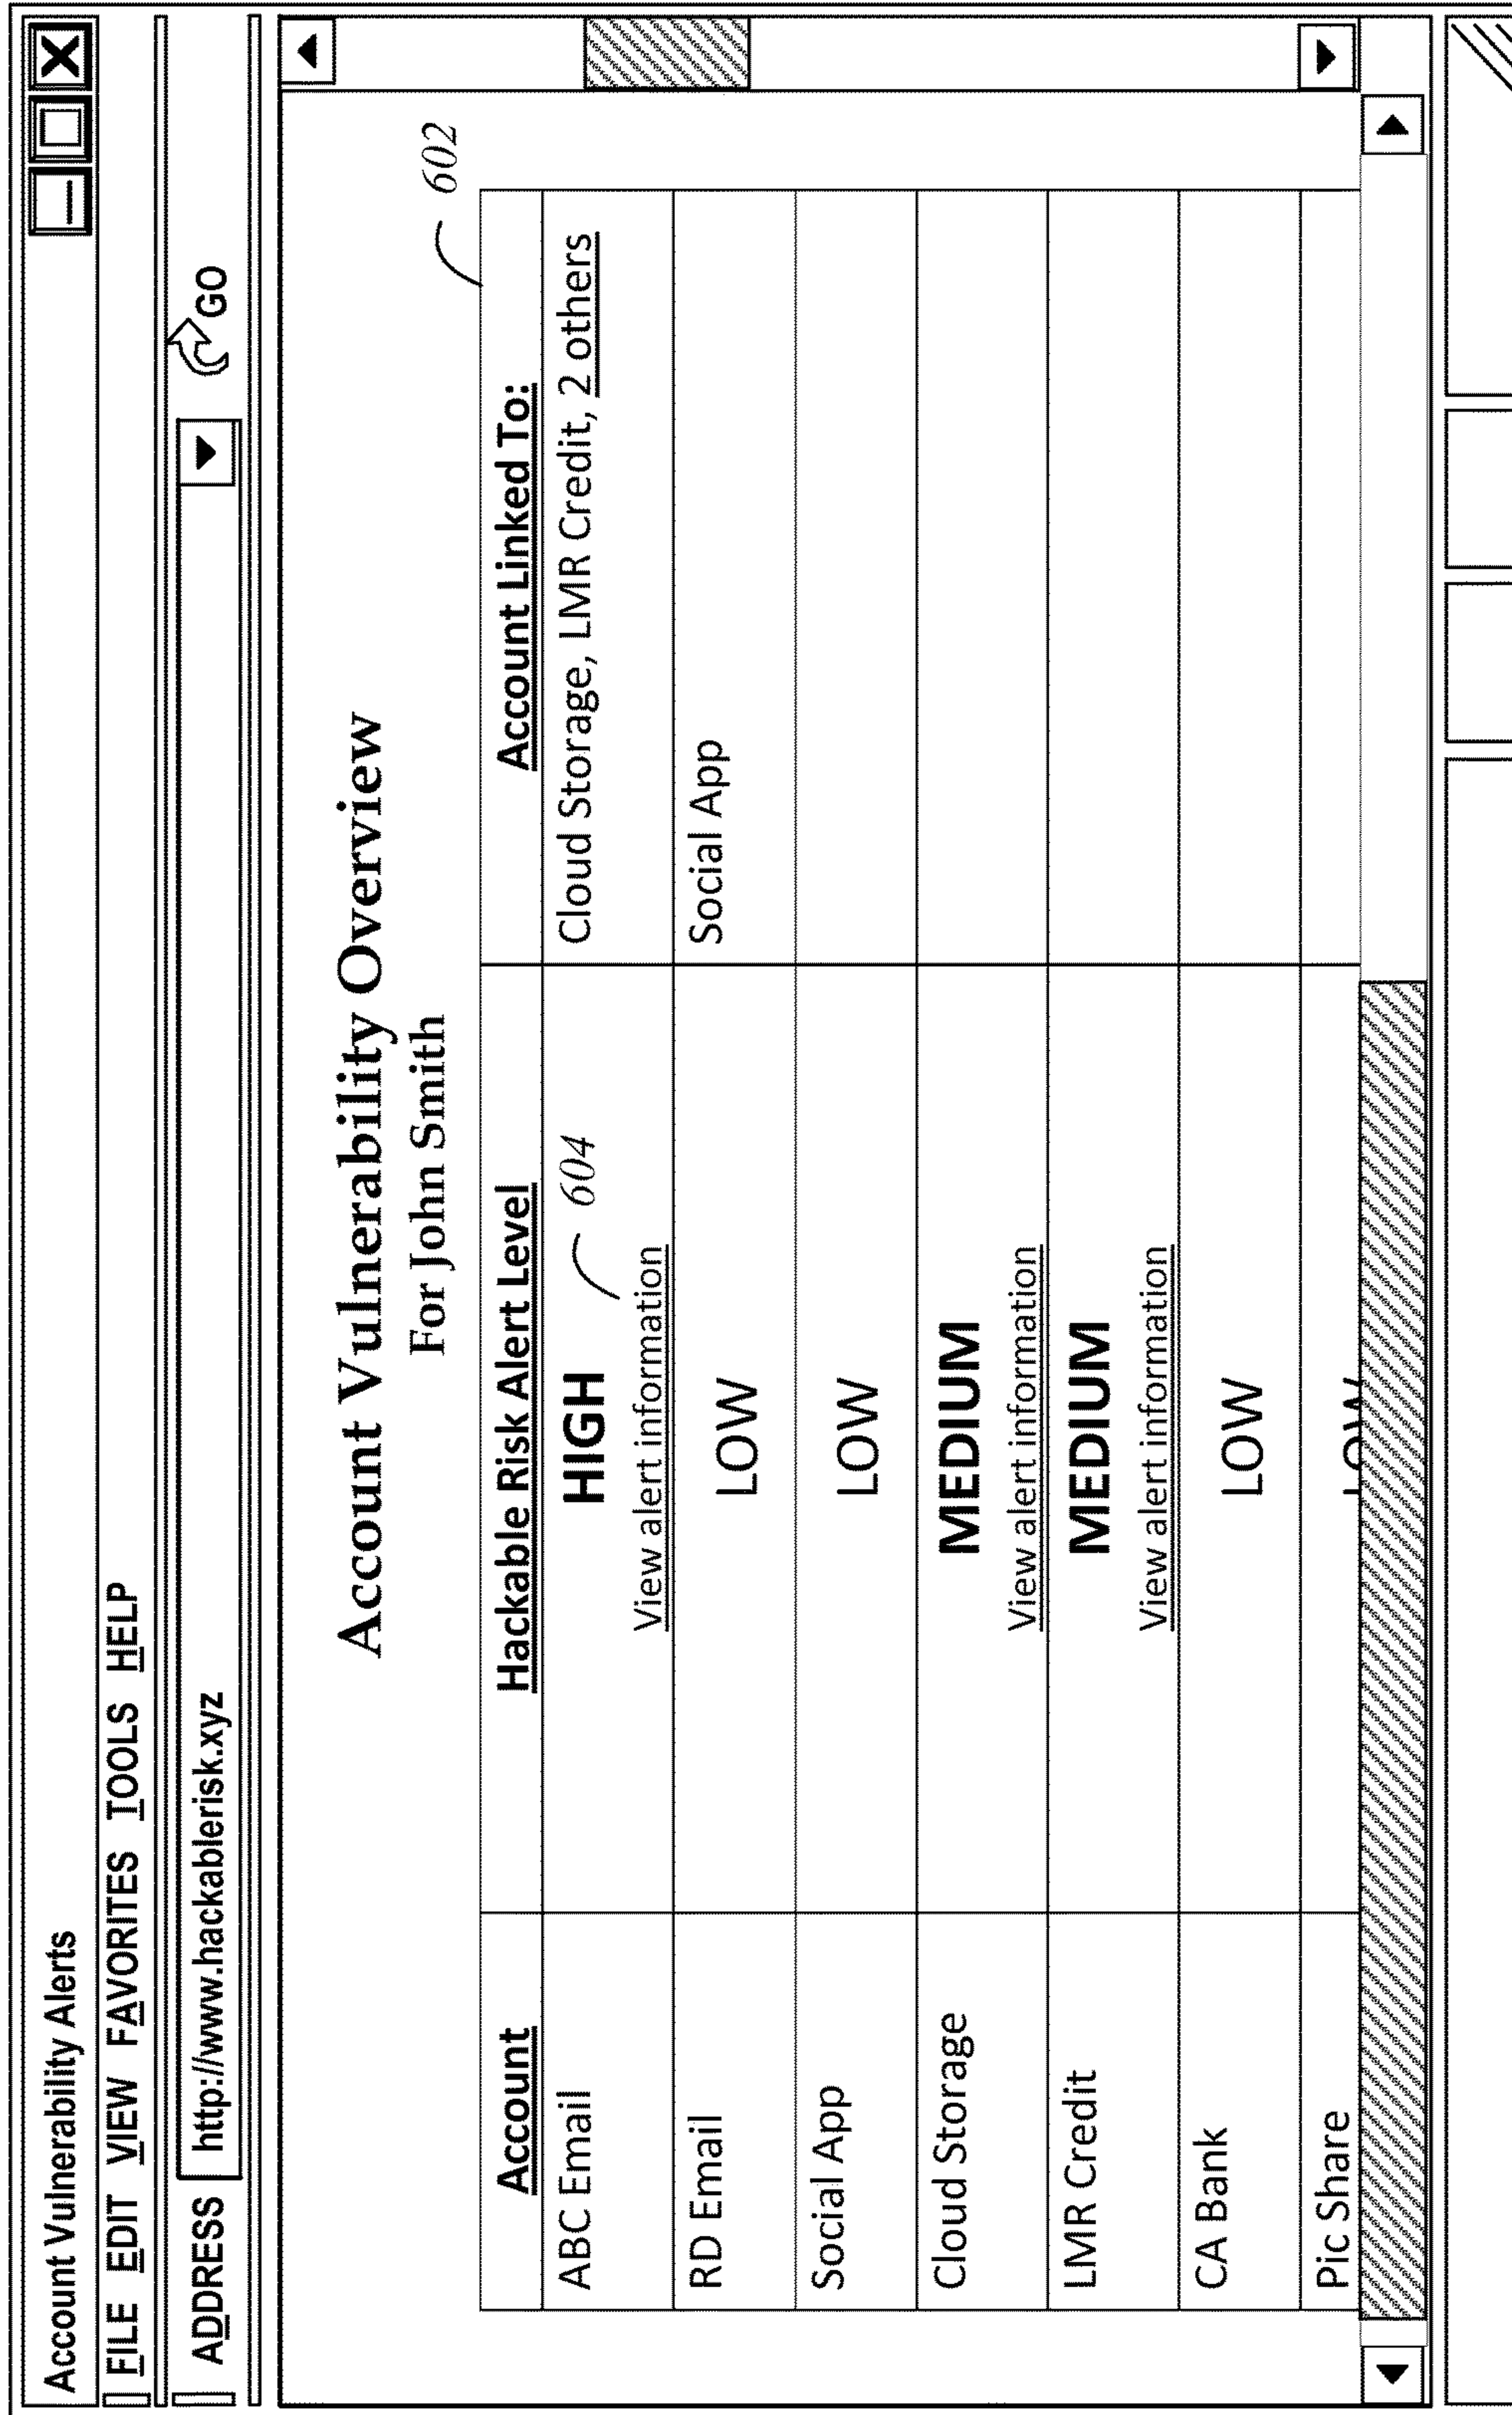 Account Vulnerability Alerts
FILE EDIT VIEW FAVORITES TOOLS HELP
ADDRESS http://www.hackablerisk.xyz GO
Account Vulnerability Overview
For John Smith
602
Account Hackable Risk Alert Level Account Linked To:
ABC Email HIGH 604 Cloud Storage, LMR Credit, 2 others
View alert information
RD Email LOW Social App
Social App LOW
Cloud Storage MEDIUM
View alert information
LMR Credit MEDIUM
View alert information
CA Bank LOW
Pic Share LOW